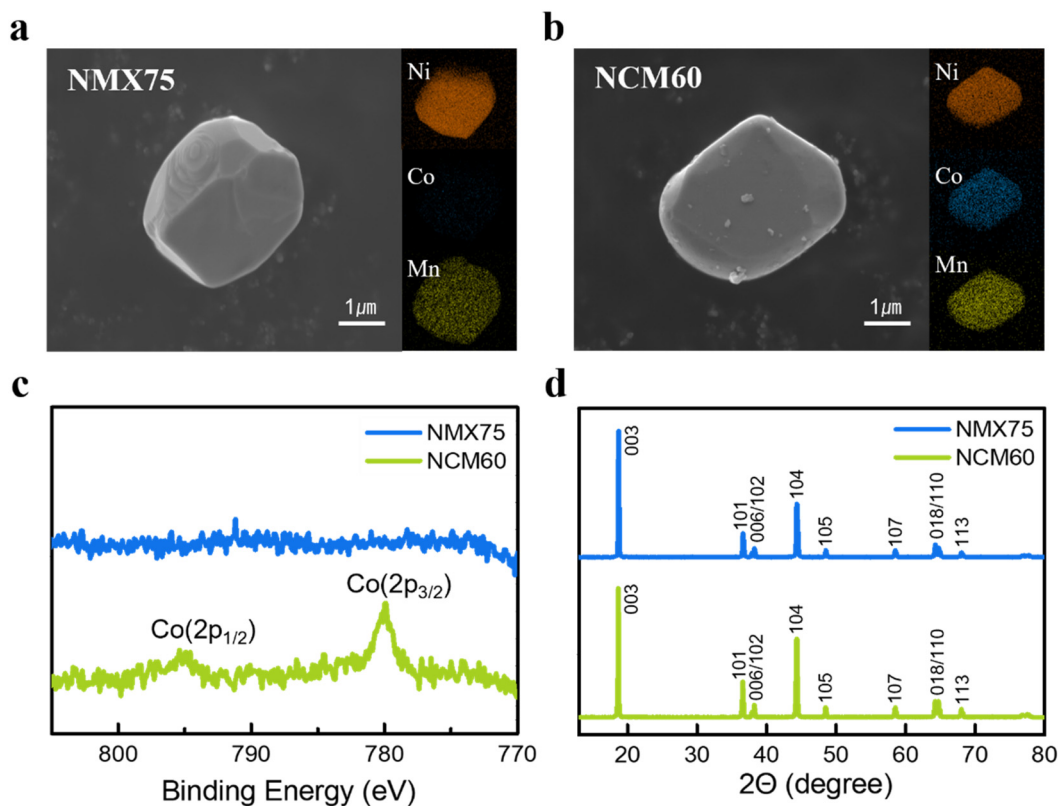 a
NMX75
Ni
Co
Mn
1㎛
b
NCM60
Ni
Co
Mn
1㎛
c
NMX75
NCM60
Co(2p3/2)
Co(2p1/2)
800 790 780 770
Binding Energy (eV)
d
NMX75
NCM60
003
101
006/102
104
105
107
018/110
113
003
101
006/102
104
105
107
018/110
113
20 30 40 50 60 70 80
2Θ (degree)